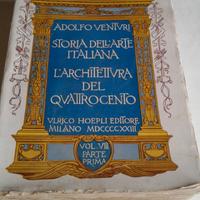 ADOLFO VENTVRI
STORIA DELL'ARTE
ITALIANA
L'ARCHITETTVRA
DEL
QVATTROCENTO
VLRICO HOEPLI EDITORE
MILANO MDCCCCXXIII
VOL. VIII
PARTE
PRIMA